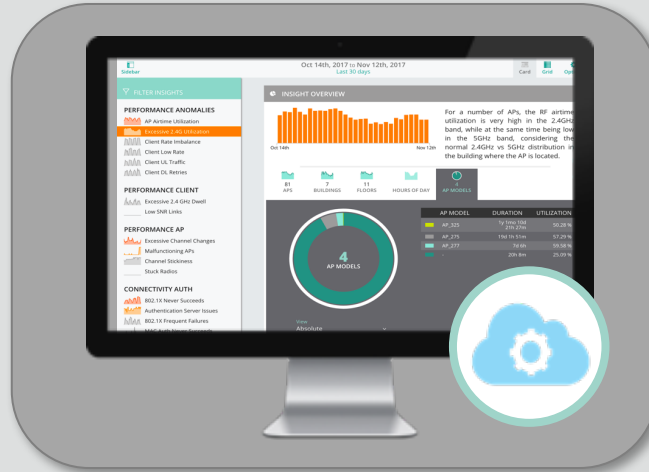 Sidebar
Oct 14th, 2017 to Nov 12th, 2017
Last 30 days
Card
Grid
FILTER INSIGHTS
PERFORMANCE ANOMALIES
AP Airtime Utilization
Excessive 2.4G Utilization
Client Rate Imbalance
Client Low Rate
Client UL Traffic
Client DL Retries
PERFORMANCE CLIENT
Excessive 2.4 GHz Dwell
Low SNR Links
PERFORMANCE AP
Excessive Channel Changes
Malfunctioning APs
Channel Stickiness
Stuck Radios
CONNECTIVITY AUTH
802.1X Never Succeeds
Authentication Server Issues
802.1X Frequent Failures
INSIGHT OVERVIEW
Oct 14th
Nov 12th
For a number of APs, the RF airtime
utilization is very high in the 2.4GHz
band, while at the same time being low
in the 5GHz band, considering the
normal 2.4GHz vs 5GHz distribution in
the building where the AP is located.
81
APS
7
BUILDINGS
11
FLOORS
HOURS OF DAY
4
AP MODELS
4
AP MODELS
AP MODEL DURATION UTILIZATION
AP_325 1y 1mo 10d 21h 27m 50.28 %
AP_275 19d 1h 51m 57.29 %
AP_277 7d 6h 59.58 %
- 20h 8m 25.09 %
View
Absolute